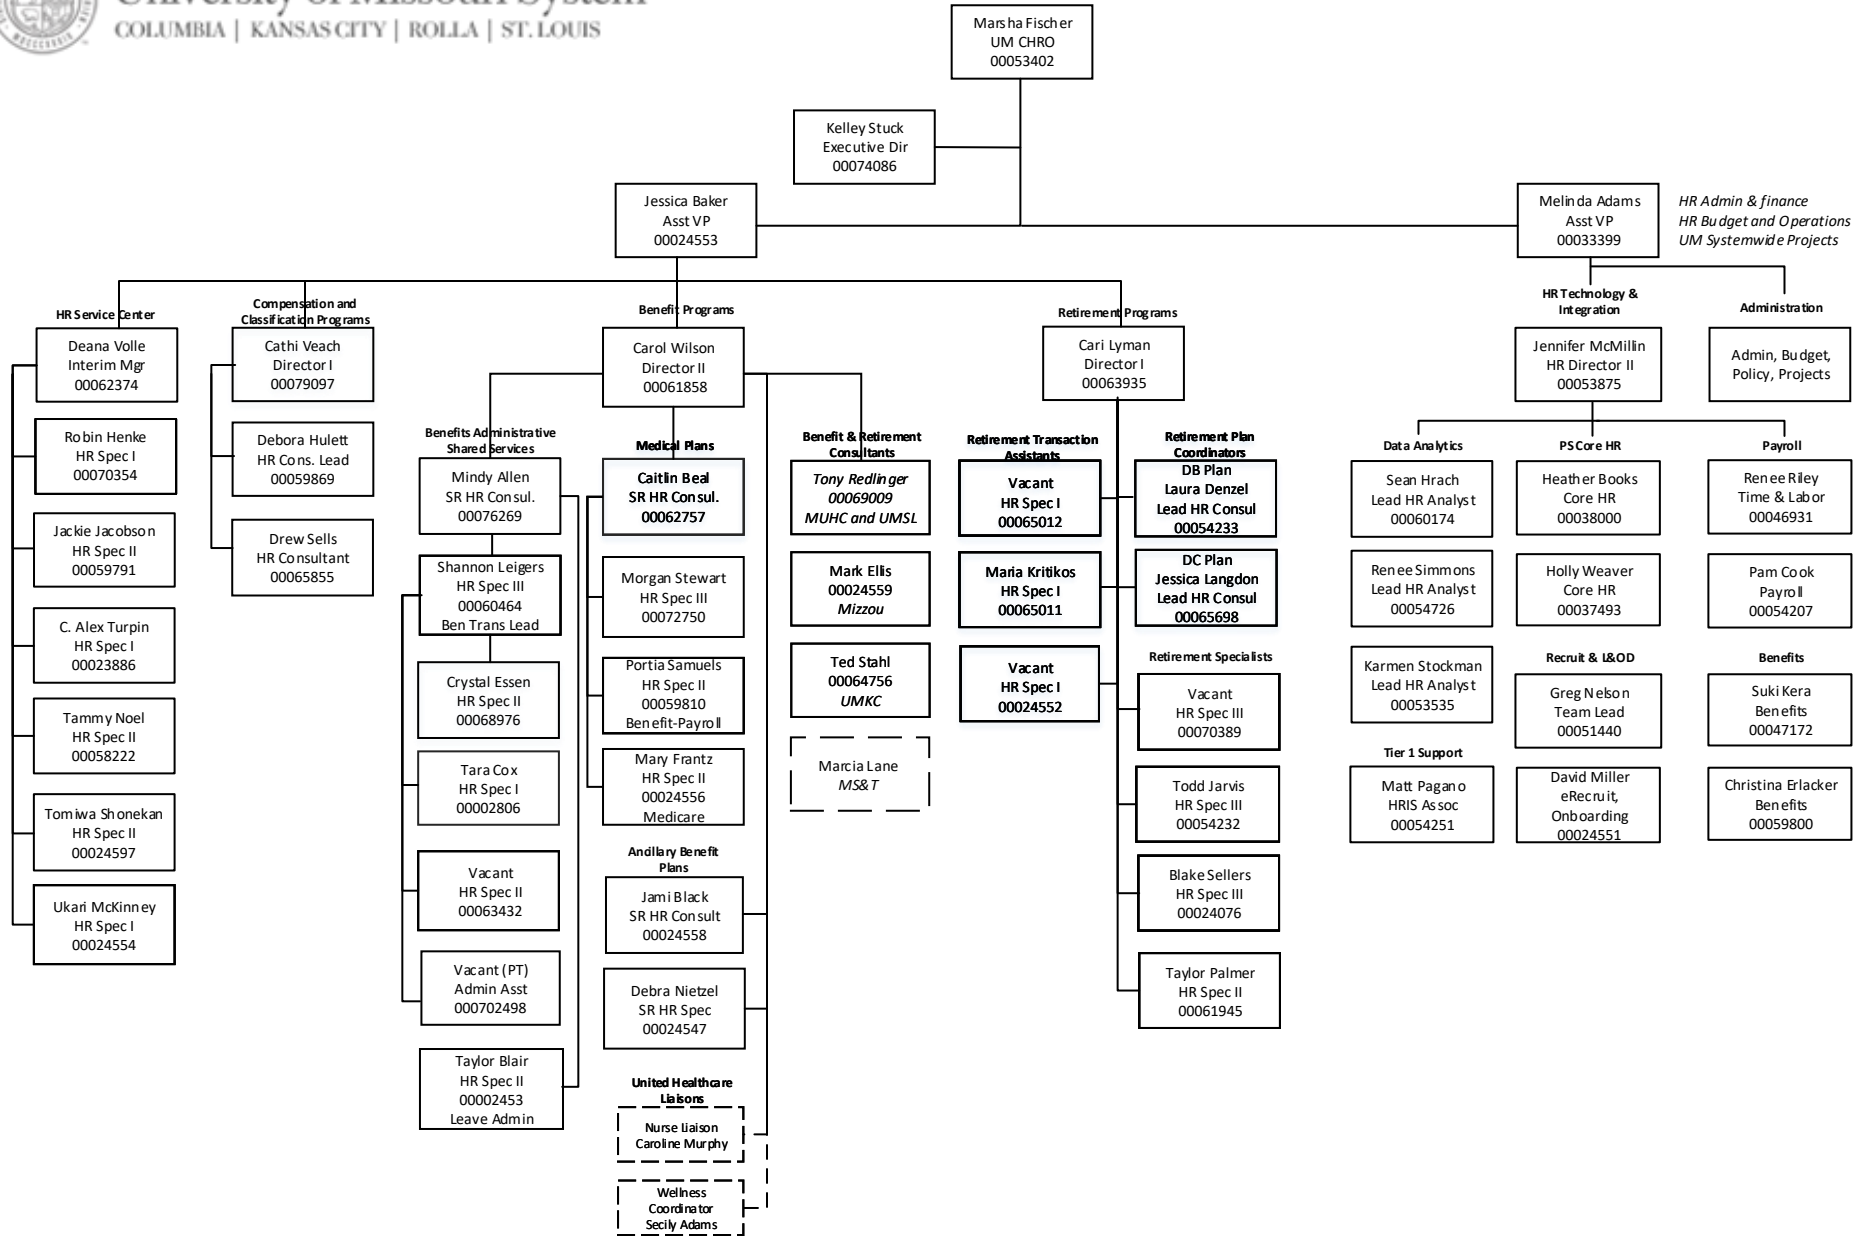 University of Missouri System
COLUMBIA | KANSAS CITY | ROLLA | ST. LOUIS
Marsha Fischer
UM CHRO
00053402
Kelley Stuck
Executive Dir
00074086
Jessica Baker
Asst VP
00024553
Melinda Adams
Asst VP
00033399
HR Admin & finance
HR Budget and Operations
UM Systemwide Projects
HR Service Center
Deana Volle
Interim Mgr
00062374
Robin Henke
HR Spec I
00070354
Jackie Jacobson
HR Spec II
00059791
C. Alex Turpin
HR Spec I
00023886
Tammy Noel
HR Spec II
00058222
Tomiwa Shonekan
HR Spec II
00024597
Ukari McKinney
HR Spec I
00024554
Compensation and
Classification Programs
Cathi Veach
Director I
00079097
Debora Hulett
HR Cons. Lead
00059869
Drew Sells
HR Consultant
00065855
Benefit Programs
Carol Wilson
Director II
00061858
Benefits Administrative
Shared Services
Mindy Allen
SR HR Consul.
00076269
Shannon Leigers
HR Spec III
00060464
Ben Trans Lead
Crystal Essen
HR Spec II
00068976
Tara Cox
HR Spec I
00002806
Vacant
HR Spec II
00063432
Vacant (PT)
Admin Asst
000702498
Taylor Blair
HR Spec II
00002453
Leave Admin
Medical Plans
Caitlin Beal
SR HR Consul.
00062757
Morgan Stewart
HR Spec III
00072750
Portia Samuels
HR Spec II
00059810
Benefit-Payroll
Mary Frantz
HR Spec II
00024556
Medicare
Ancillary Benefit
Plans
Jami Black
SR HR Consult
00024558
Debra Nietzel
SR HR Spec
00024547
United Healthcare
Liaisons
Nurse Liaison
Caroline Murphy
Wellness
Coordinator
Secily Adams
Benefit & Retirement
Consultants
Tony Redlinger
00069009
MUHC and UMSL
Mark Ellis
00024559
Mizzou
Ted Stahl
00064756
UMKC
Marcia Lane
MS&T
Retirement Programs
Cari Lyman
Director I
00063935
Retirement Transaction
Assistants
Vacant
HR Spec I
00065012
Maria Kritikos
HR Spec I
00065011
Vacant
HR Spec I
00024552
Retirement Plan
Coordinators
DB Plan
Laura Denzel
Lead HR Consul
00054233
DC Plan
Jessica Langdon
Lead HR Consul
00065698
Retirement Specialists
Vacant
HR Spec III
00070389
Todd Jarvis
HR Spec III
00054232
Blake Sellers
HR Spec III
00024076
Taylor Palmer
HR Spec II
00061945
HR Technology &
Integration
Jennifer McMillin
HR Director II
00053875
Administration
Admin, Budget,
Policy, Projects
Data Analytics
Sean Hrach
Lead HR Analyst
00060174
Renee Simmons
Lead HR Analyst
00054726
Karmen Stockman
Lead HR Analyst
00053535
Tier 1 Support
Matt Pagano
HRIS Assoc
00054251
PS Core HR
Heather Books
Core HR
00038000
Holly Weaver
Core HR
00037493
Recruit & L&OD
Greg Nelson
Team Lead
00051440
David Miller
eRecruit,
Onboarding
00024551
Payroll
Renee Riley
Time & Labor
00046931
Pam Cook
Payroll
00054207
Benefits
Suki Kera
Benefits
00047172
Christina Erlacker
Benefits
00059800